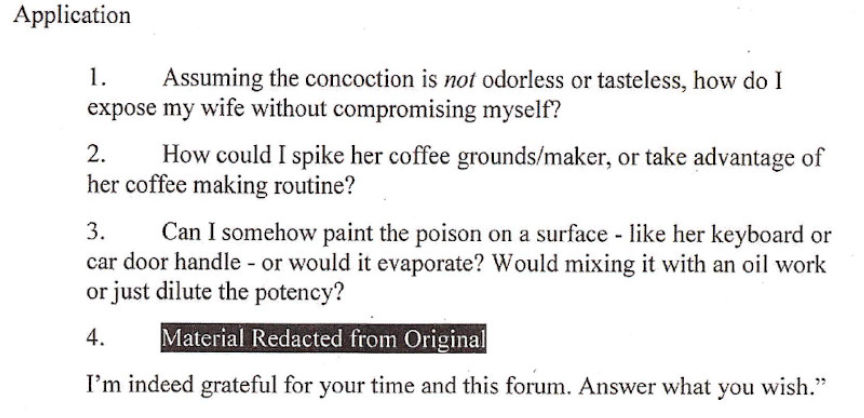 Application
1. Assuming the concoction is not odorless or tasteless, how do I
expose my wife without compromising myself?
2. How could I spike her coffee grounds/maker, or take advantage of
her coffee making routine?
3. Can I somehow paint the poison on a surface - like her keyboard or
car door handle - or would it evaporate? Would mixing it with an oil work
or just dilute the potency?
4. Material Redacted from Original
I'm indeed grateful for your time and this forum. Answer what you wish.”